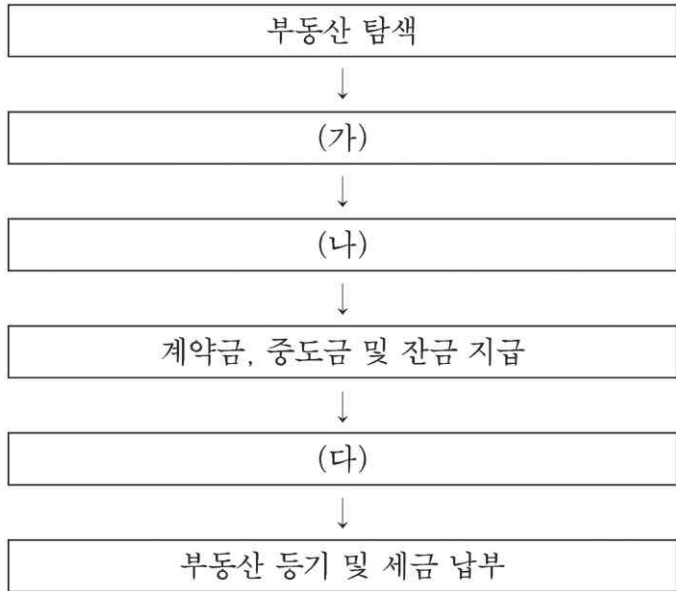 부동산 탐색
↓
(가)
↓
(나)
↓
계약금, 중도금 및 잔금 지급
↓
(다)
↓
부동산 등기 및 세금 납부